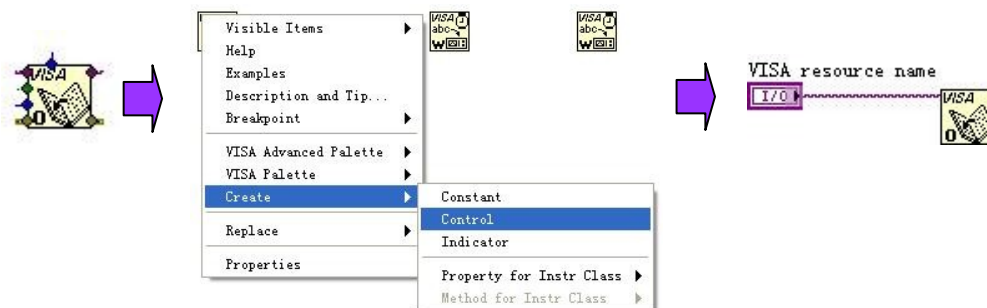 VISA
0
Visible Items
Help
Examples
Description and Tip...
Breakpoint
VISA Advanced Palette
VISA Palette
Create
Replace
Properties
Constant
Control
Indicator
Property for Instr Class
Method for Instr Class
VISA
abc
W
VISA
abc
W
VISA resource name
I/O
VISA
0